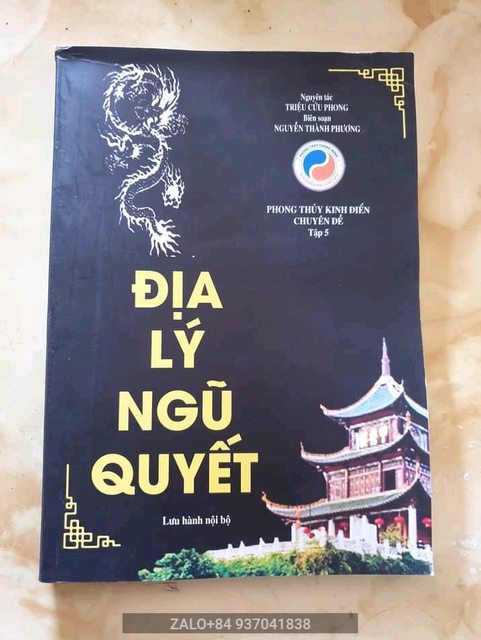 Nguyên tác
TRIỆU CỬU PHONG
Biên soạn
NGUYỄN THÀNH PHƯƠNG
PHONG THỦY KINH ĐIỂN
CHUYÊN ĐỀ
Tập 5
ĐỊA
LÝ
NGŨ
QUYẾT
Lưu hành nội bộ
ZALO+84 937041838